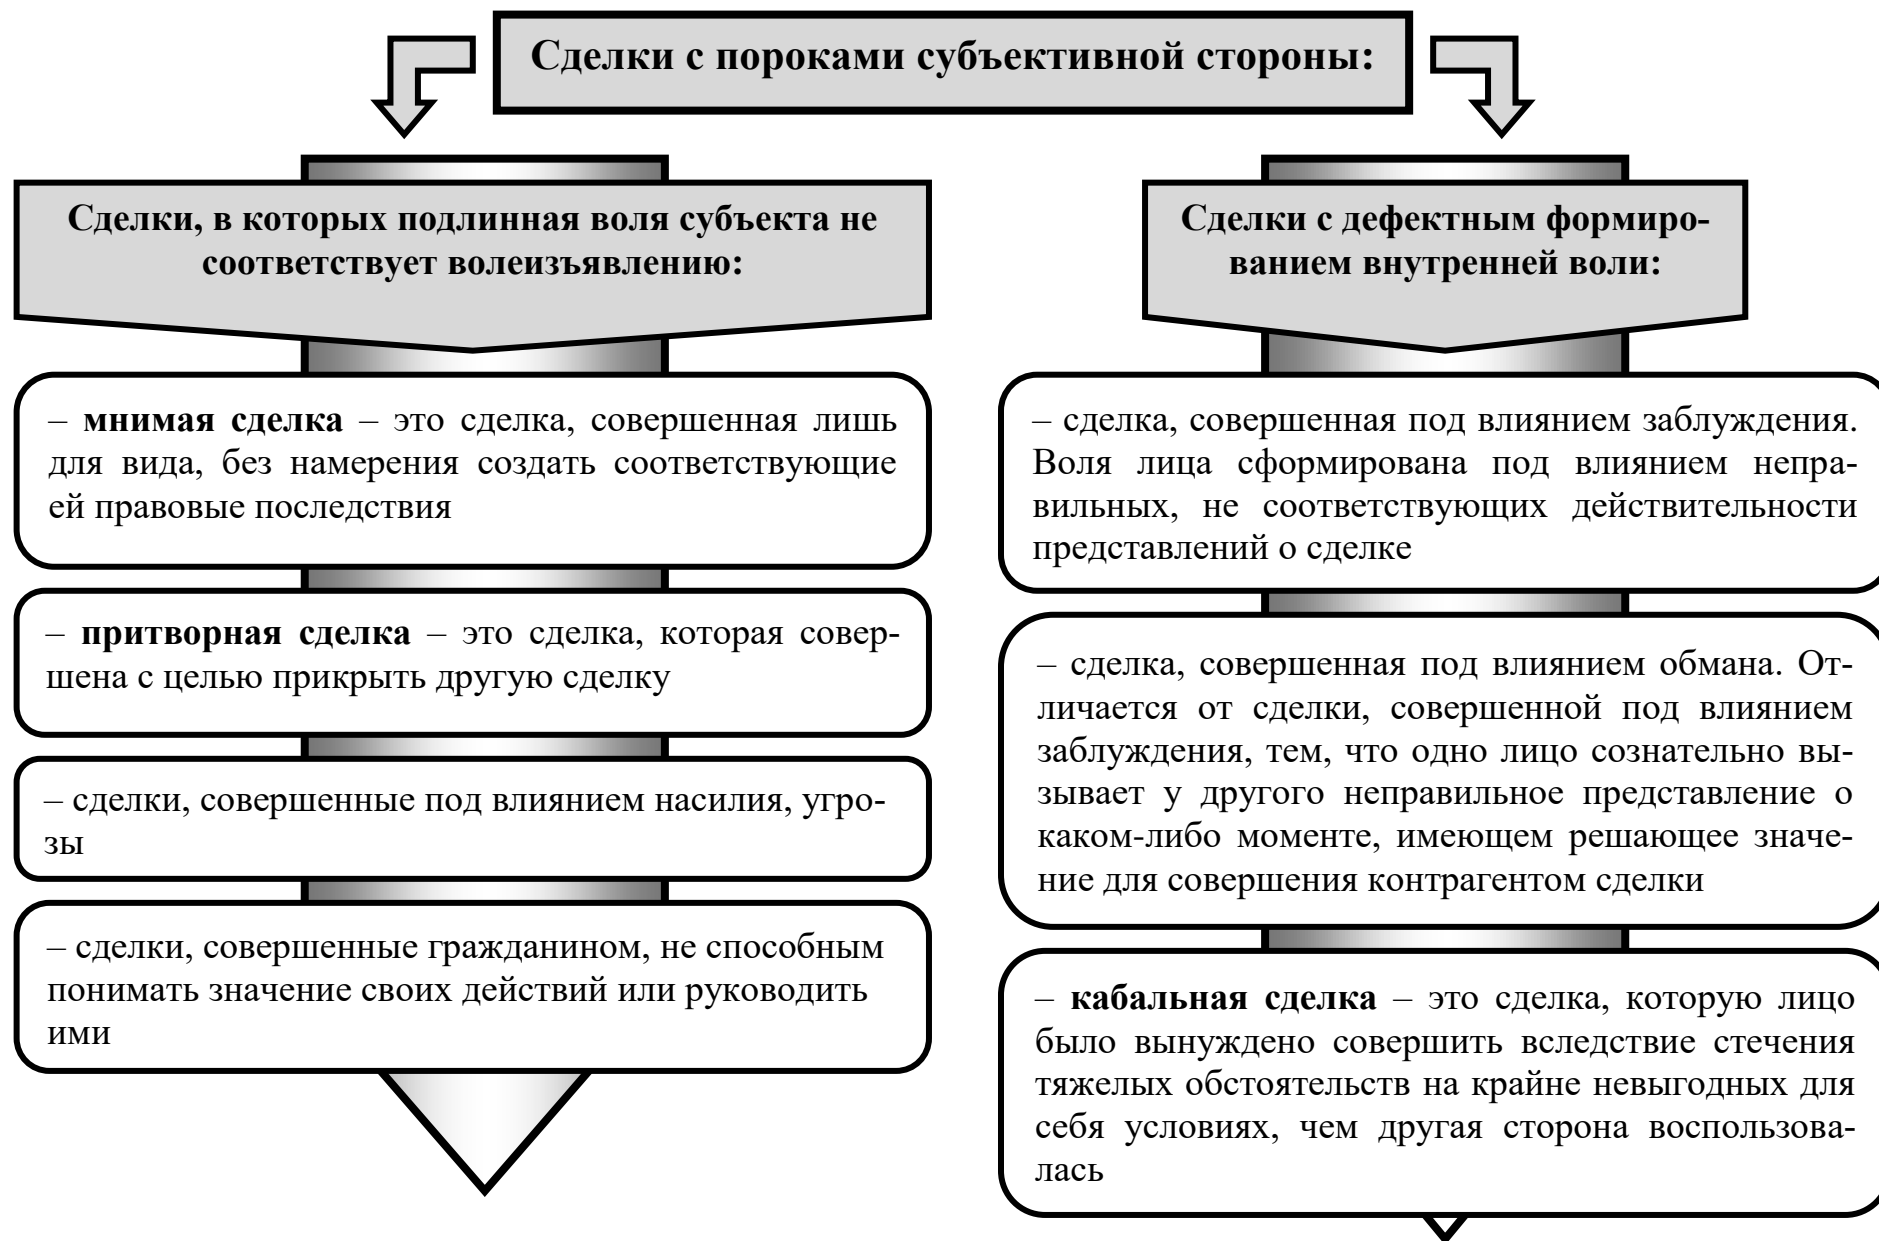 Сделки с пороками субъективной стороны:
Сделки, в которых подлинная воля субъекта не
соответствует волеизъявлению:
– мнимая сделка – это сделка, совершенная лишь
для вида, без намерения создать соответствующие
ей правовые последствия
– притворная сделка – это сделка, которая совер-
шена с целью прикрыть другую сделку
– сделки, совершенные под влиянием насилия, угро-
зы
– сделки, совершенные гражданином, не способным
понимать значение своих действий или руководить
ими
Сделки с дефектным формиро-
ванием внутренней воли:
– сделка, совершенная под влиянием заблуждения.
Воля лица сформирована под влиянием непра-
вильных, не соответствующих действительности
представлений о сделке
– сделка, совершенная под влиянием обмана. От-
личается от сделки, совершенной под влиянием
заблуждения, тем, что одно лицо сознательно вы-
зывает у другого неправильное представление о
каком-либо моменте, имеющем решающее значе-
ние для совершения контрагентом сделки
– кабальная сделка – это сделка, которую лицо
было вынуждено совершить вследствие стечения
тяжелых обстоятельств на крайне невыгодных для
себя условиях, чем другая сторона воспользова-
лась